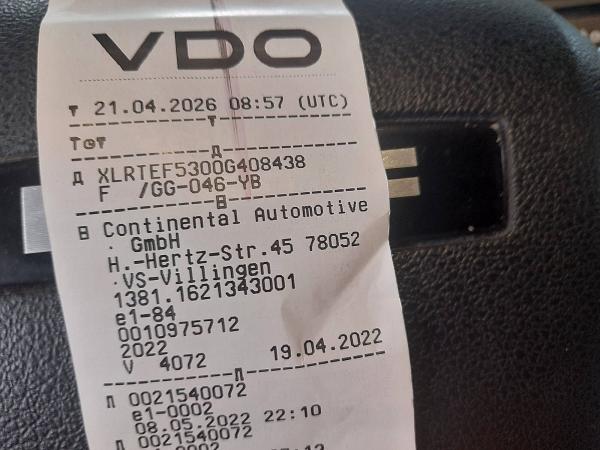 VDO
▼ 21.04.2026 08:57 (UTC)
XLRTEF5300G408438
F /GG-046-YB
Continental Automotive
GmbH
H.-Hertz-Str.45 78052
VS-Villingen
1381.1621343001
e1-84
0010975712
2022
V 4072 19.04.2022
0021540072
e1-0002
08.05.2022 22:10
0021540072